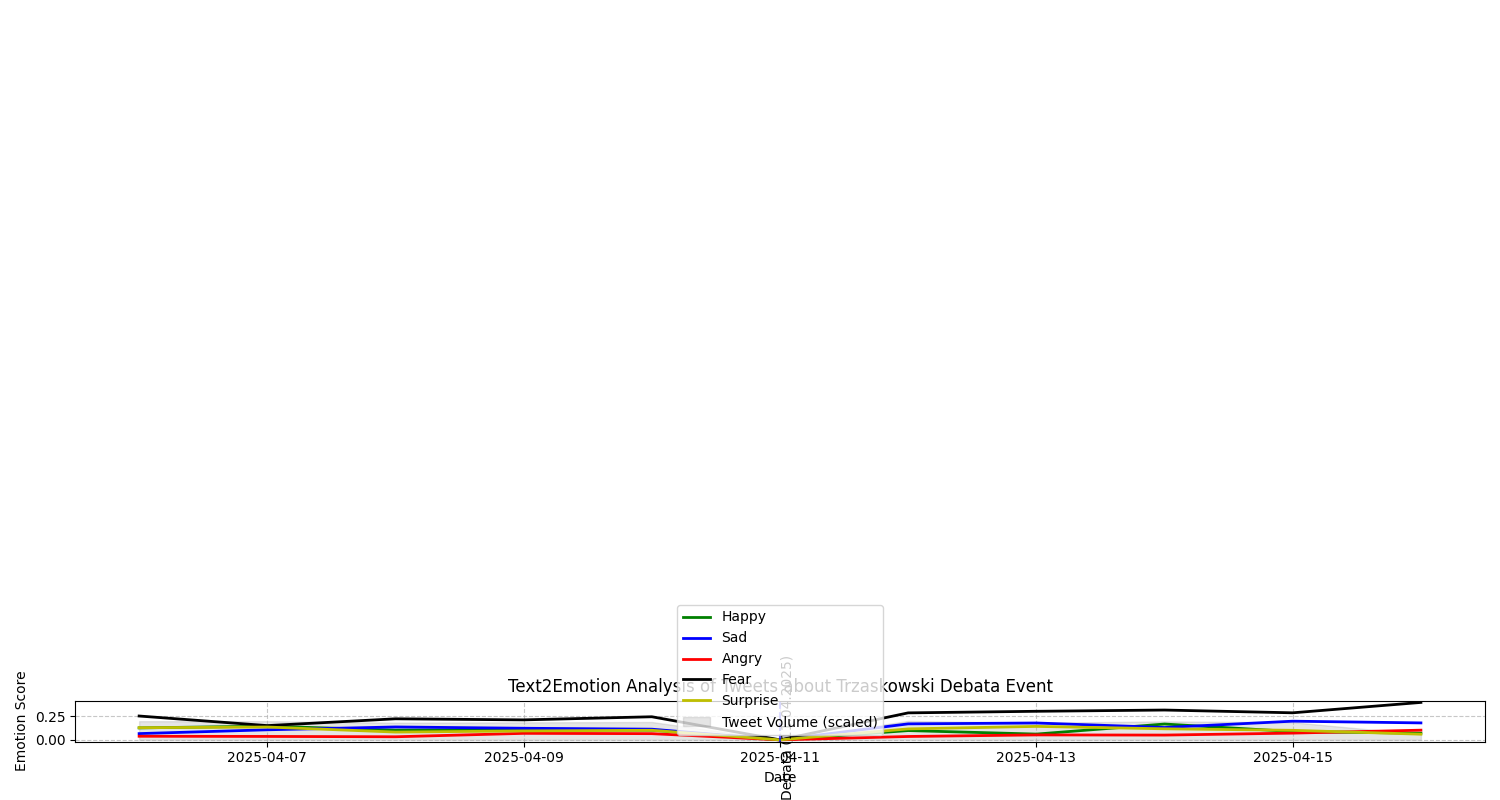 Happy
Sad
Angry
Fear
Surprise
Tweet Volume (scaled)
Text2Emotion Analysis of Tweets about Trzaskowski Debata Event
Emotion Score
0.25
0.00
2025-04-07
2025-04-09
2025-04-11
2025-04-13
2025-04-15
Date